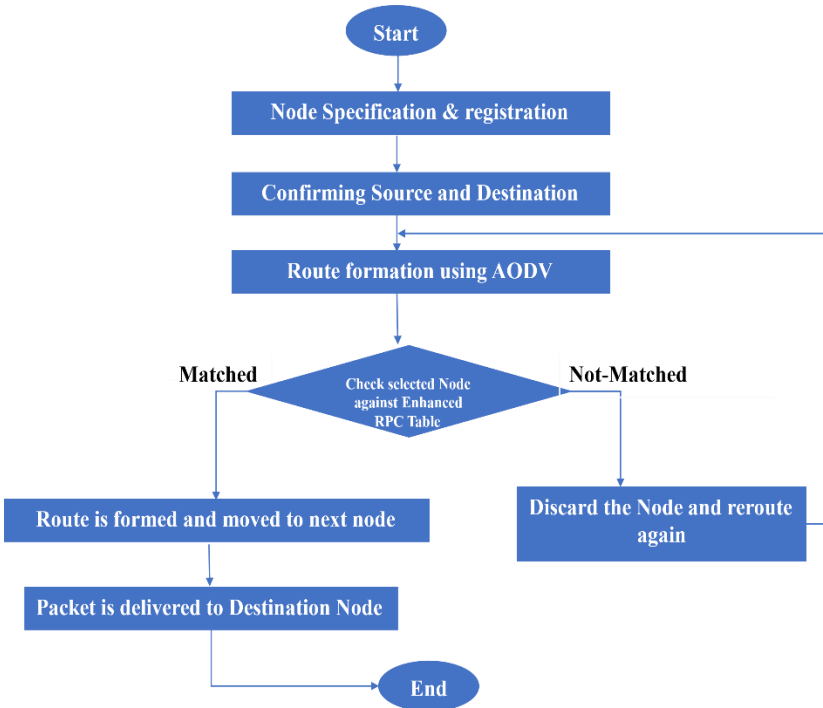 Start
Node Specification & registration
Confirming Source and Destination
Route formation using AODV
Matched
Not-Matched
Check selected Node
against Enhanced
RPC Table
Route is formed and moved to next node
Discard the Node and reroute
again
Packet is delivered to Destination Node
End